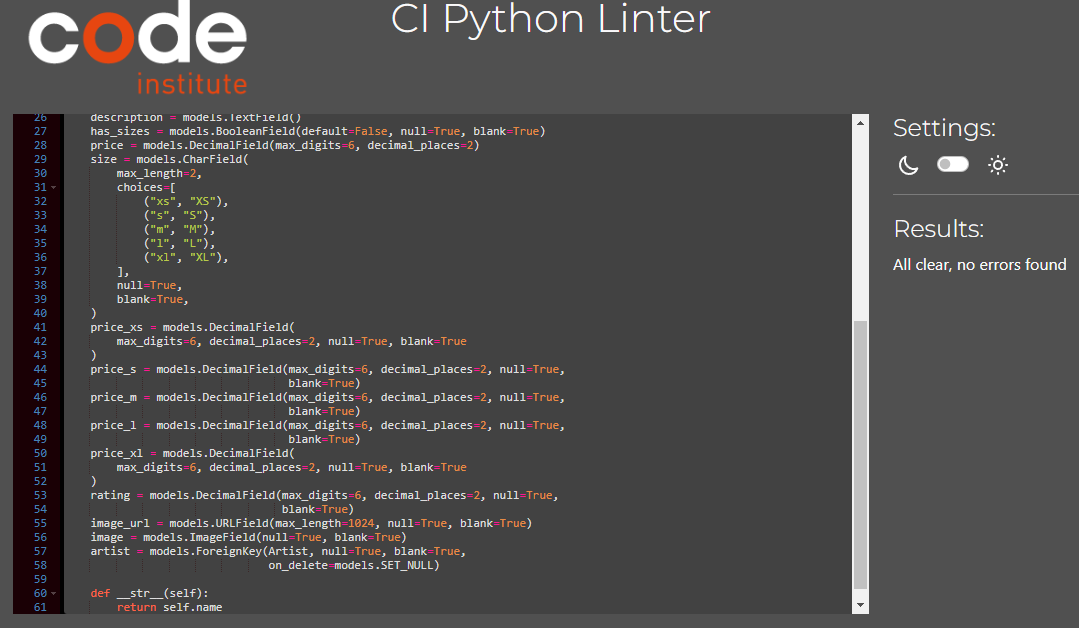 code
institute
CI Python Linter
26 description = models.TextField()
27 has_sizes = models.BooleanField(default=False, null=True, blank=True)
28 price = models.DecimalField(max_digits=6, decimal_places=2)
29 size = models.CharField(
30 max_length=2,
31 choices=[
32 ("xs", "XS"),
33 ("s", "S"),
34 ("m", "M"),
35 ("l", "L"),
36 ("xl", "XL"),
37 ],
38 null=True,
39 blank=True,
40 )
41 price_xs = models.DecimalField(
42 max_digits=6, decimal_places=2, null=True, blank=True
43 )
44 price_s = models.DecimalField(max_digits=6, decimal_places=2, null=True,
45 blank=True)
46 price_m = models.DecimalField(max_digits=6, decimal_places=2, null=True,
47 blank=True)
48 price_l = models.DecimalField(max_digits=6, decimal_places=2, null=True,
49 blank=True)
50 price_xl = models.DecimalField(
51 max_digits=6, decimal_places=2, null=True, blank=True
52 )
53 rating = models.DecimalField(max_digits=6, decimal_places=2, null=True,
54 blank=True)
55 image_url = models.URLField(max_length=1024, null=True, blank=True)
56 image = models.ImageField(null=True, blank=True)
57 artist = models.ForeignKey(Artist, null=True, blank=True,
58 on_delete=models.SET_NULL)
59
60 def __str__(self):
61 return self.name
Settings:
Results:
All clear, no errors found